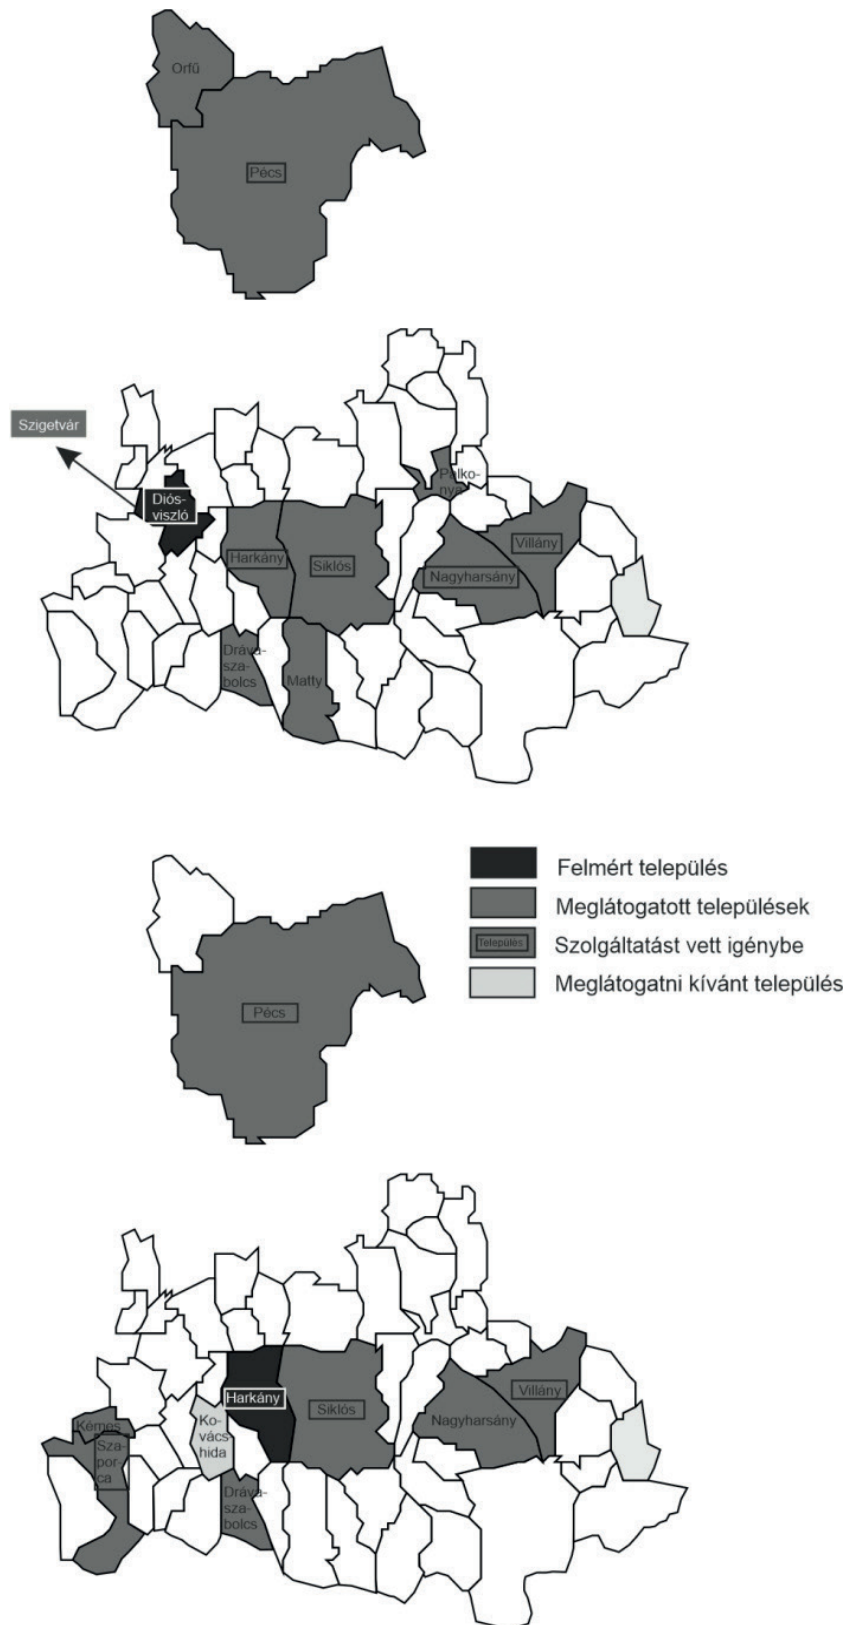 Orfű
Pécs
Szigetvár
Palko-
nya
Diós-
viszló
Villány
Harkány
Siklós
Nagyharsány
Dráva-
sza-
bolcs
Matty
Felmért település
Meglátogatott települések
Település
Szolgáltatást vett igénybe
Meglátogatni kívánt település
Pécs
Harkány
Siklós
Villány
Nagyharsány
Kémes
Ko-
vács-
hida
Sza-
por-
ca
Dráva-
sza-
bolcs